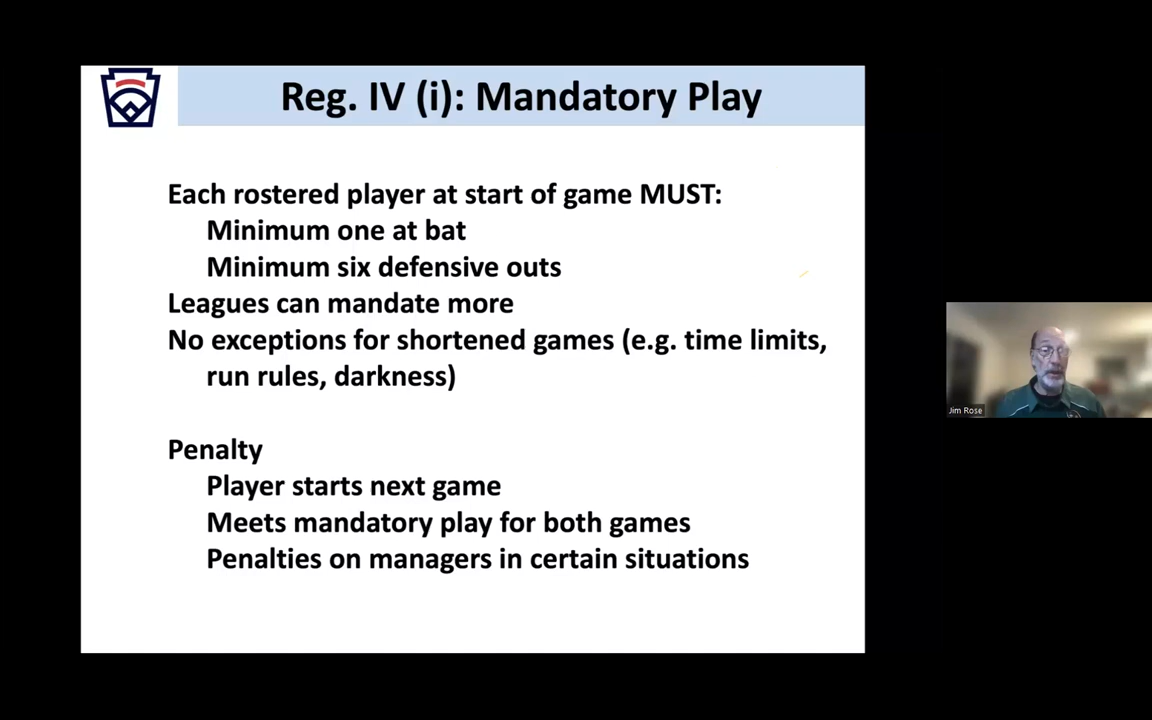 Reg. IV (i): Mandatory Play
Each rostered player at start of game MUST:
Minimum one at bat
Minimum six defensive outs
Leagues can mandate more
No exceptions for shortened games (e.g. time limits,
run rules, darkness)
Penalty
Player starts next game
Meets mandatory play for both games
Penalties on managers in certain situations
Jim Rose